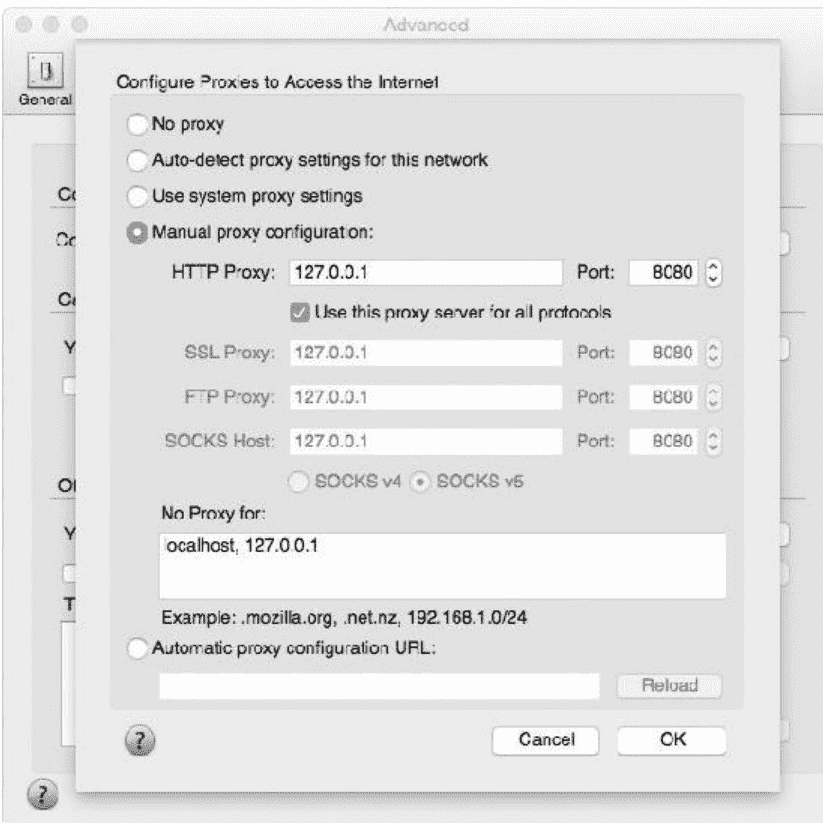 Advanced
General
Configure Proxies to Access the Internet
No proxy
Auto-detect proxy settings for this network
Use system proxy settings
Co
Manual proxy configuration:
Co
HTTP Proxy: 127.0.0.1 Port: 8080
Use this proxy server for all protocols
Ca
SSL Proxy: 127.0.0.1 Port: 8080
Y
FTP Proxy: 127.0.0.1 Port: 8080
SOCKS Host: 127.0.0.1 Port: 8080
SOCKS v4 SOCKS v5
Of
No Proxy for:
Y
localhost, 127.0.0.1
T
Example: .mozilla.org, .net.nz, 192.168.1.0/24
Automatic proxy configuration URL:
Reload
? Cancel OK
?